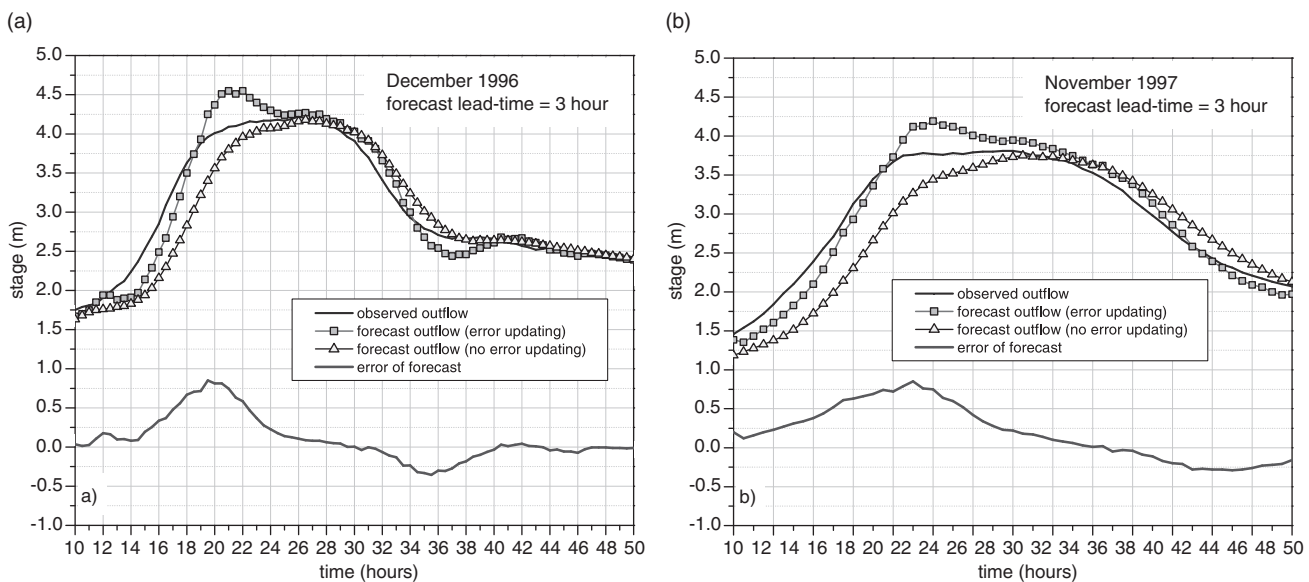 (a)
5.0
4.5
4.0
3.5
3.0
2.5
2.0
1.5
1.0
0.5
0.0
-0.5
-1.0
stage (m)
December 1996
forecast lead-time = 3 hour
observed outflow
forecast outflow (error updating)
forecast outflow (no error updating)
error of forecast
a)
10 12 14 16 18 20 22 24 26 28 30 32 34 36 38 40 42 44 46 48 50
time (hours)
(b)
5.0
4.5
4.0
3.5
3.0
2.5
2.0
1.5
1.0
0.5
0.0
-0.5
-1.0
stage (m)
November 1997
forecast lead-time = 3 hour
observed outflow
forecast outflow (error updating)
forecast outflow (no error updating)
error of forecast
b)
10 12 14 16 18 20 22 24 26 28 30 32 34 36 38 40 42 44 46 48 50
time (hours)